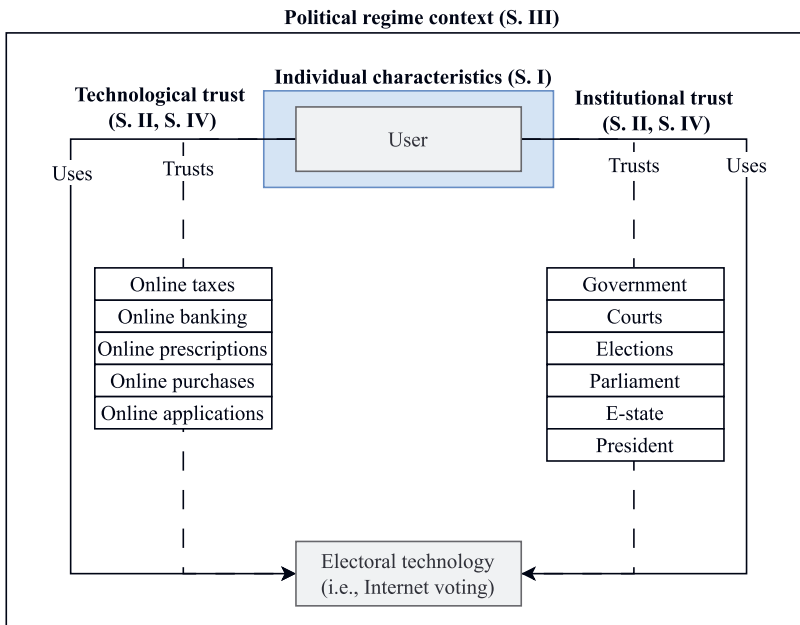 Political regime context (S. III)
Individual characteristics (S. I)
Technological trust
(S. II, S. IV)
Institutional trust
(S. II, S. IV)
User
Uses
Trusts
Trusts
Uses
Online taxes
Online banking
Online prescriptions
Online purchases
Online applications
Government
Courts
Elections
Parliament
E-state
President
Electoral technology
(i.e., Internet voting)